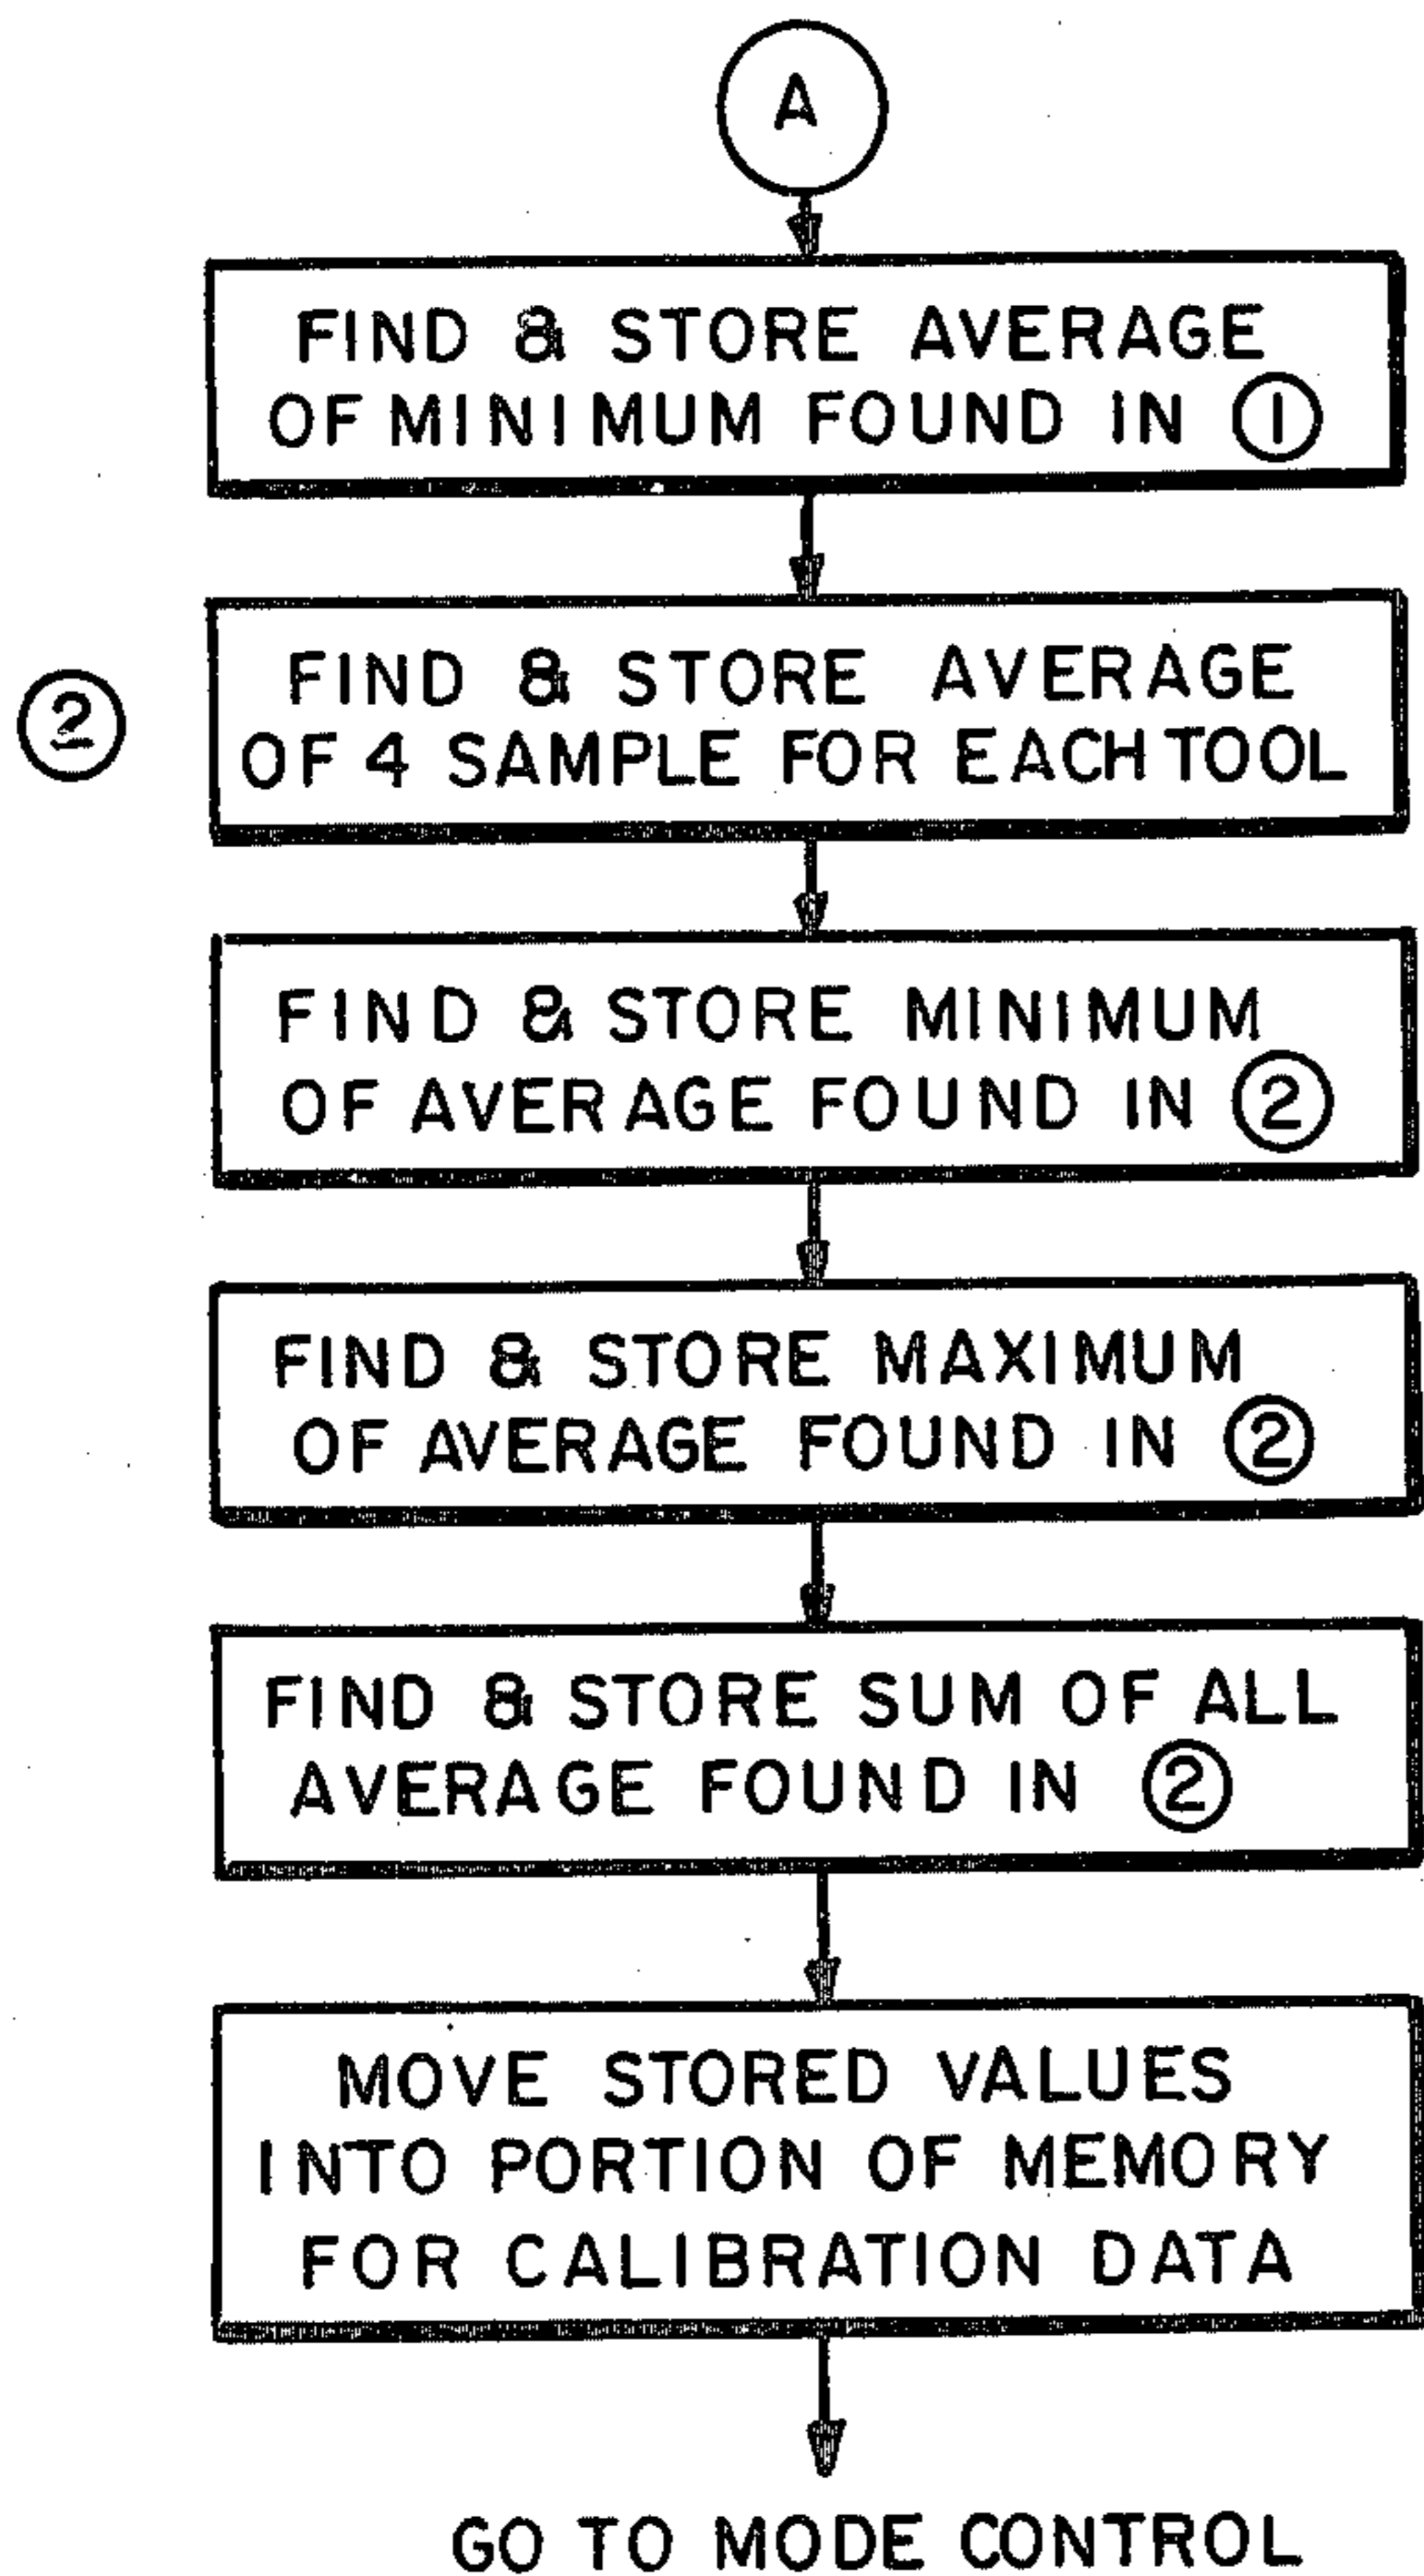 A
FIND & STORE AVERAGE
OF MINIMUM FOUND IN ①
②
FIND & STORE AVERAGE
OF 4 SAMPLE FOR EACH TOOL
FIND & STORE MINIMUM
OF AVERAGE FOUND IN ②
FIND & STORE MAXIMUM
OF AVERAGE FOUND IN ②
FIND & STORE SUM OF ALL
AVERAGE FOUND IN ②
MOVE STORED VALUES
INTO PORTION OF MEMORY
FOR CALIBRATION DATA
GO TO MODE CONTROL